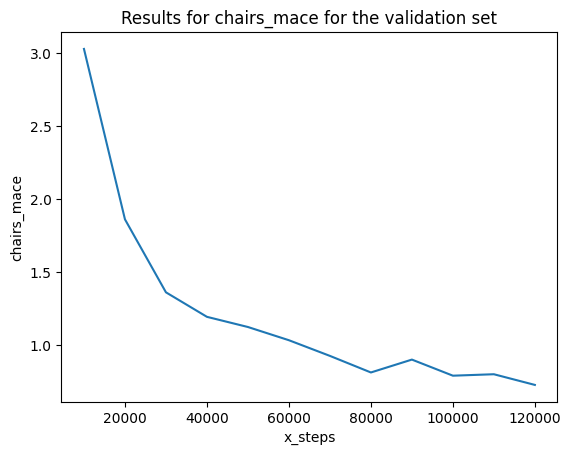 Results for chairs_mace for the validation set
chairs_mace
3.0
2.5
2.0
1.5
1.0
20000 40000 60000 80000 100000 120000
x_steps